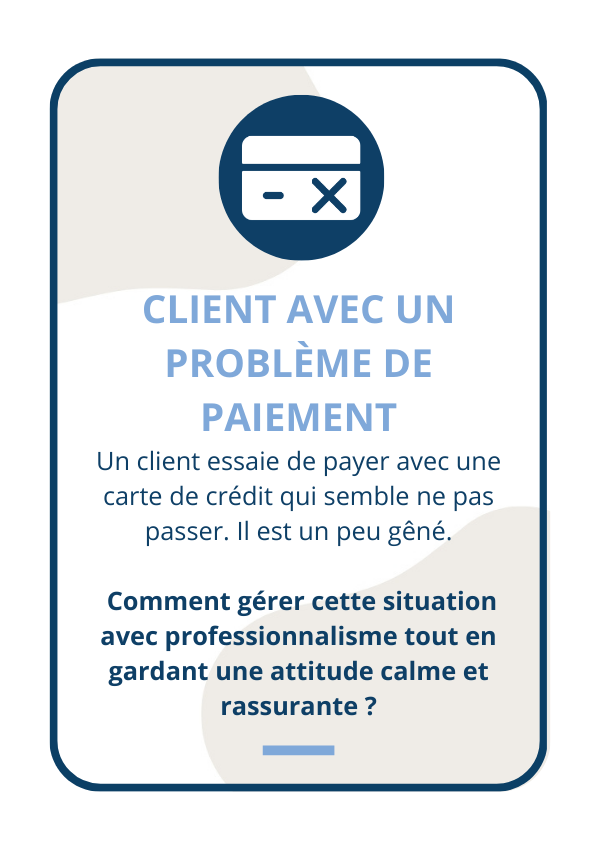 CLIENT AVEC UN
PROBLÈME DE
PAIEMENT
Un client essaie de payer avec une
carte de crédit qui semble ne pas
passer. Il est un peu gêné.
Comment gérer cette situation
avec professionnalisme tout en
gardant une attitude calme et
rassurante ?